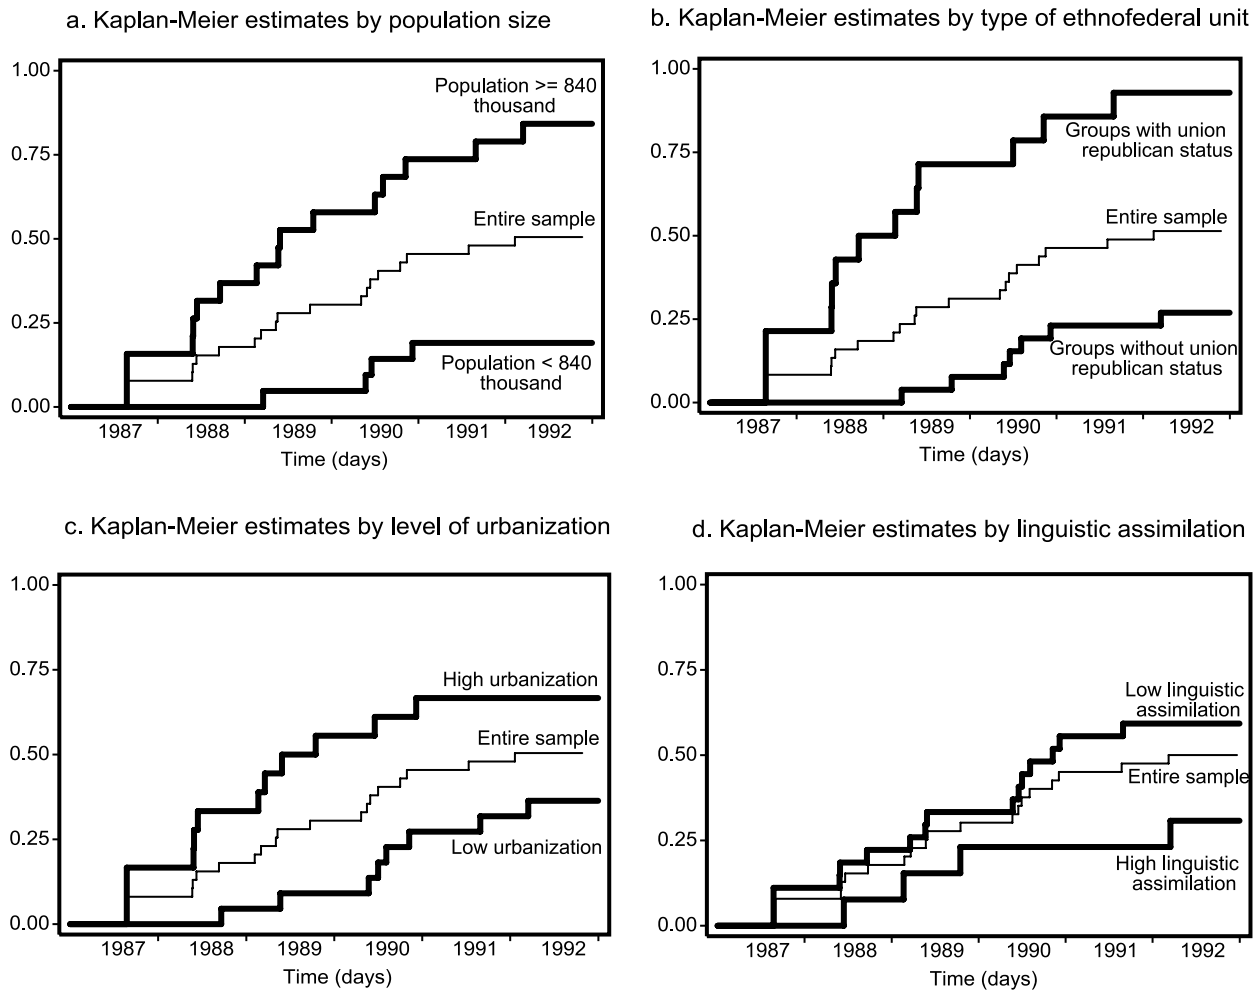 a. Kaplan-Meier estimates by population size
1.00
0.75
0.50
0.25
0.00
Population >= 840
thousand
Entire sample
Population < 840
thousand
1987 1988 1989 1990 1991 1992
Time (days)
b. Kaplan-Meier estimates by type of ethnofederal unit
1.00
0.75
0.50
0.25
0.00
Groups with union
republican status
Entire sample
Groups without union
republican status
1987 1988 1989 1990 1991 1992
Time (days)
c. Kaplan-Meier estimates by level of urbanization
1.00
0.75
0.50
0.25
0.00
High urbanization
Entire sample
Low urbanization
1987 1988 1989 1990 1991 1992
Time (days)
d. Kaplan-Meier estimates by linguistic assimilation
1.00
0.75
0.50
0.25
0.00
Low linguistic
assimilation
Entire sample
High linguistic
assimilation
1987 1988 1989 1990 1991 1992
Time (days)